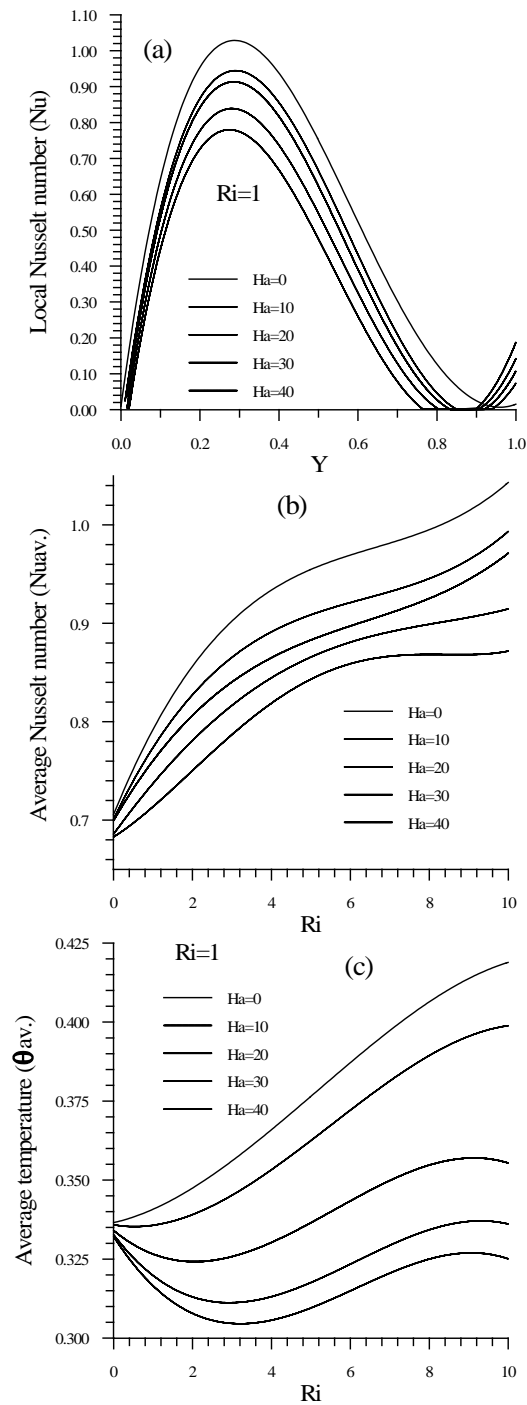 (a)
Local Nusselt number (Nu)
1.10
1.00
0.90
0.80
0.70
0.60
0.50
0.40
0.30
0.20
0.10
0.00
Ri=1
Ha=0
Ha=10
Ha=20
Ha=30
Ha=40
0.0 0.2 0.4 0.6 0.8 1.0
Y
(b)
Average Nusselt number (Nuav.)
1.0
0.9
0.8
0.7
Ha=0
Ha=10
Ha=20
Ha=30
Ha=40
0 2 4 6 8 10
Ri
Ri=1
(c)
Average temperature (θav.)
0.425
0.400
0.375
0.350
0.325
0.300
Ha=0
Ha=10
Ha=20
Ha=30
Ha=40
0 2 4 6 8 10
Ri